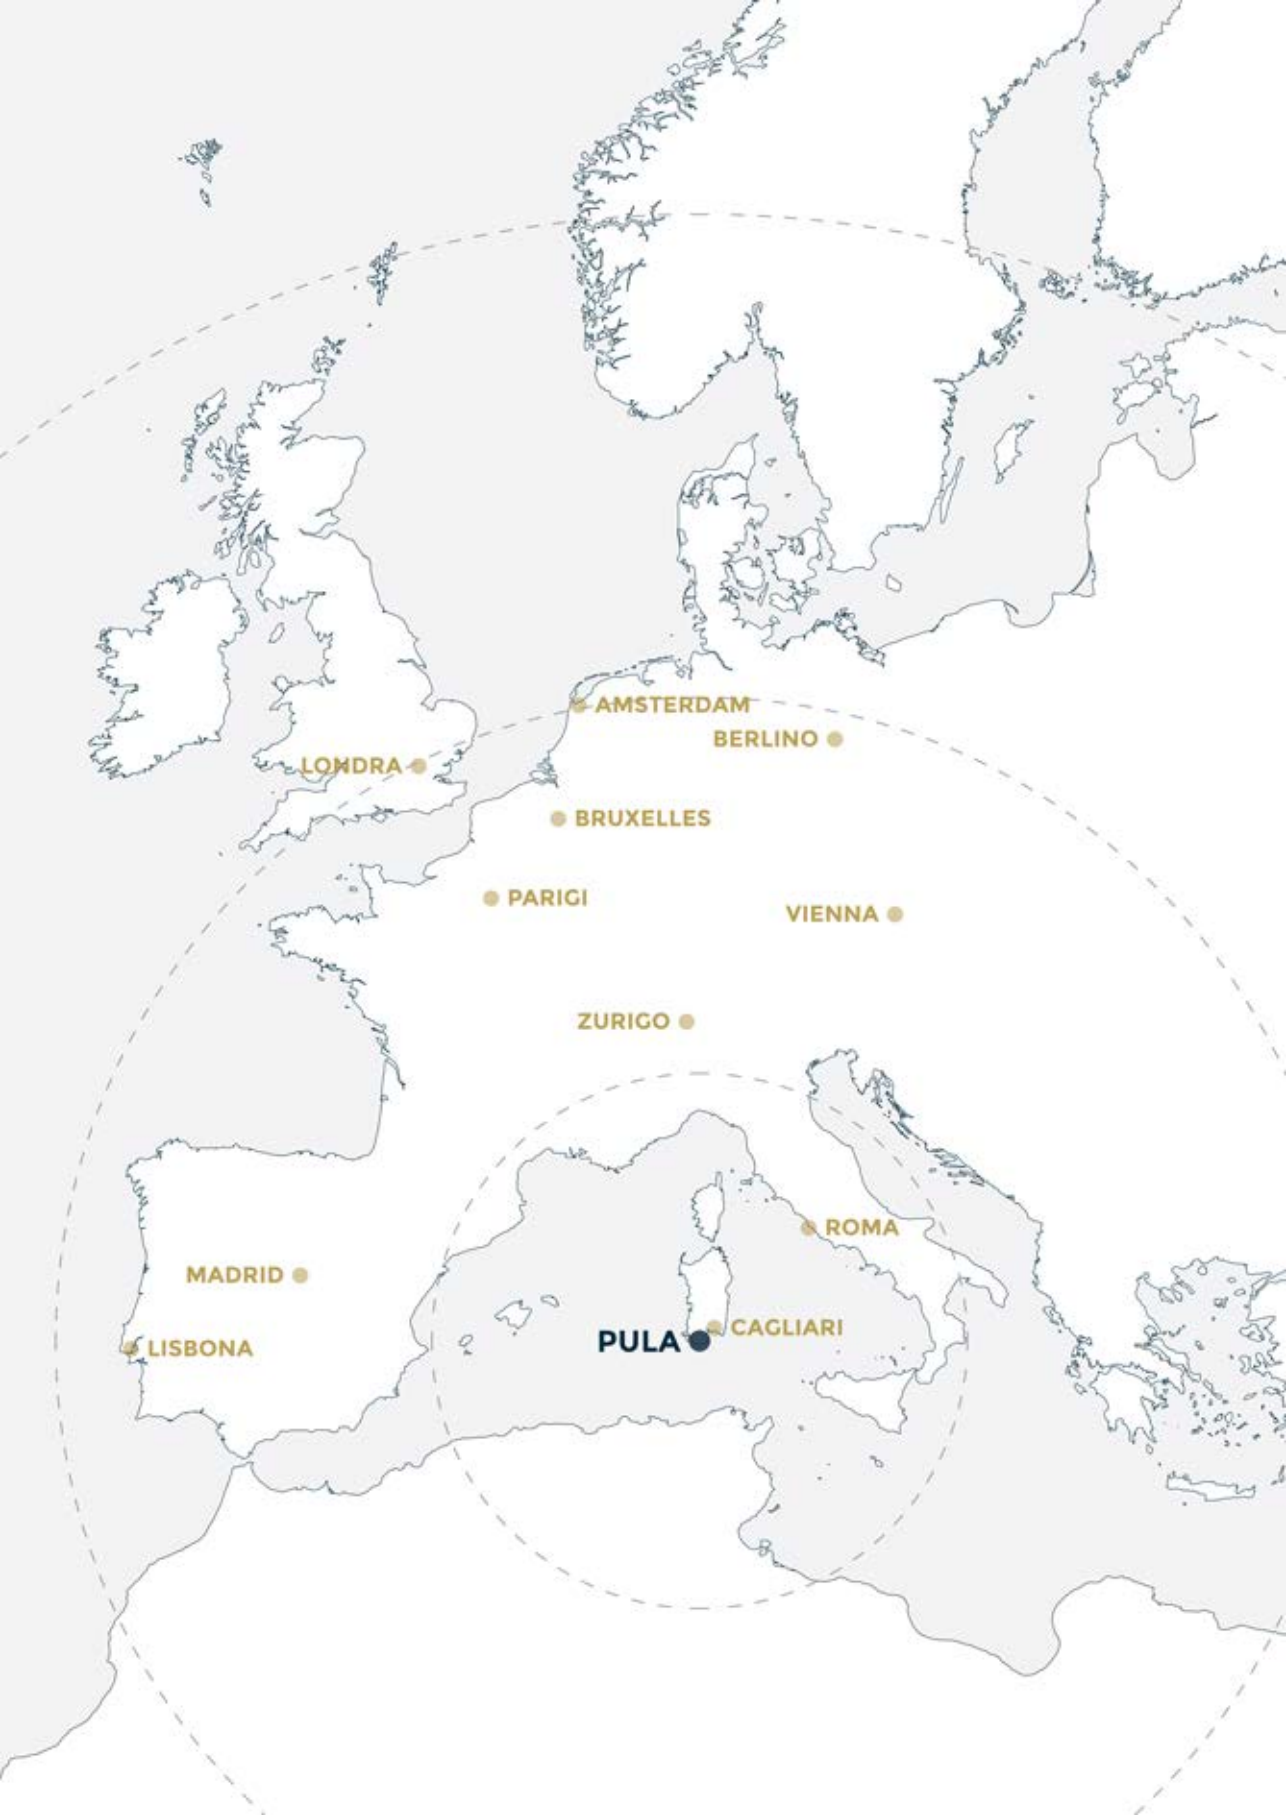 AMSTERDAM
BERLINO
LONDRA
BRUXELLES
PARIGI
VIENNA
ZURIGO
ROMA
MADRID
CAGLIARI
PULA
LISBONA